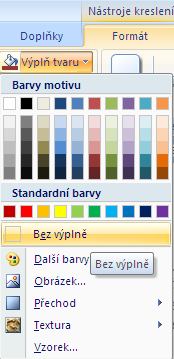 Nástroje kreslení
Doplňky Formát
Výplň tvaru
Barvy motivu
Standardní barvy
Bez výplně
Další barvy
Bez výplně
Obrázek...
Přechod
Textura
Vzorek...